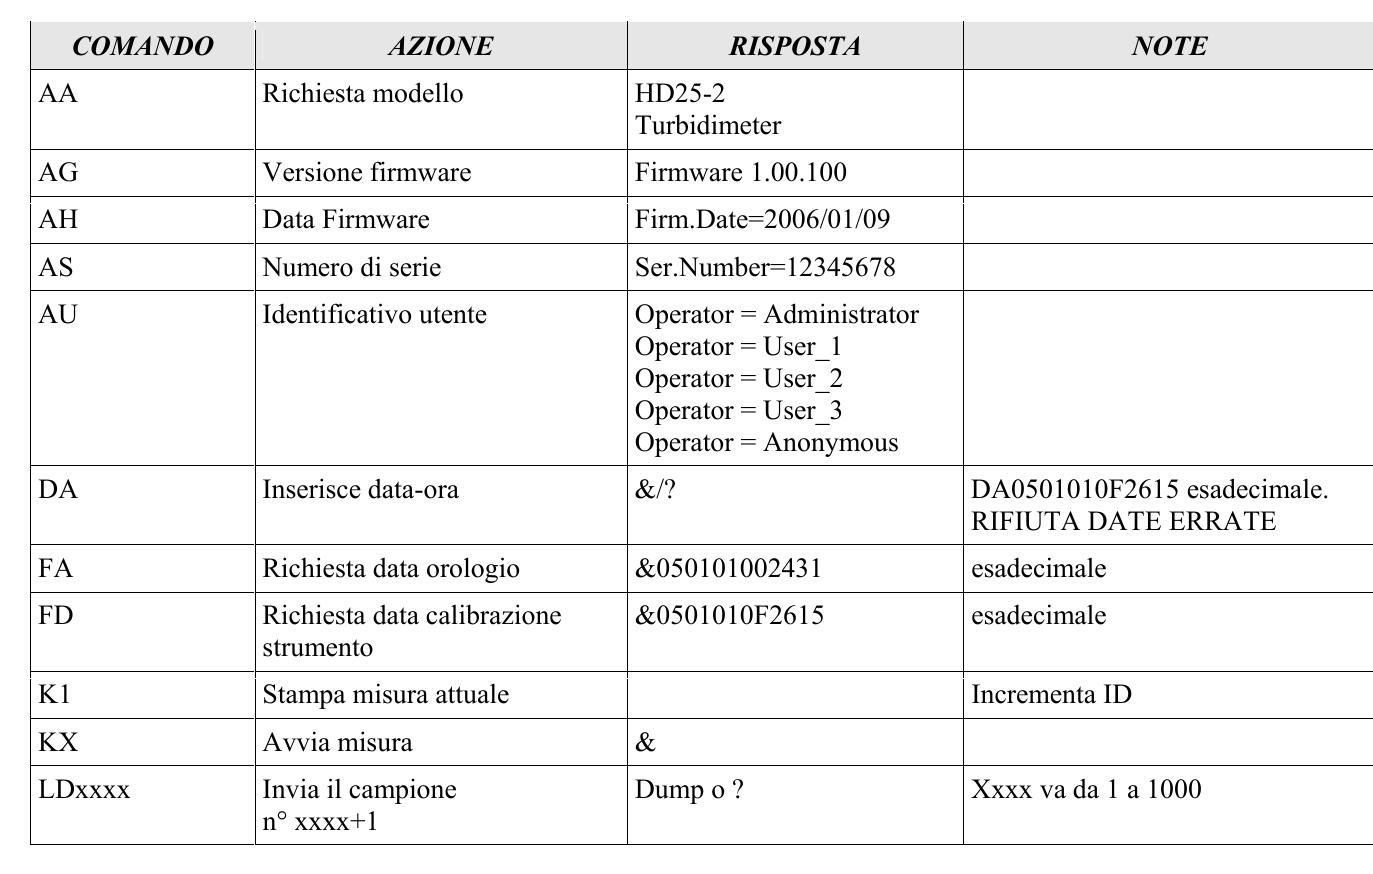 COMANDO AZIONE RISPOSTA NOTE
AA Richiesta modello HD25-2
Turbidimeter
AG Versione firmware Firmware 1.00.100
AH Data Firmware Firm.Date=2006/01/09
AS Numero di serie Ser.Number=12345678
AU Identificativo utente Operator = Administrator
Operator = User_1
Operator = User_2
Operator = User_3
Operator = Anonymous
DA Inserisce data-ora &/? DA0501010F2615 esadecimale.
RIFIUTA DATE ERRATE
FA Richiesta data orologio &050101002431 esadecimale
FD Richiesta data calibrazione &0501010F2615 esadecimale
strumento
K1 Stampa misura attuale Incrementa ID
KX Avvia misura &
LDxxxx Invia il campione Dump o ? Xxxx va da 1 a 1000
n° xxxx+1